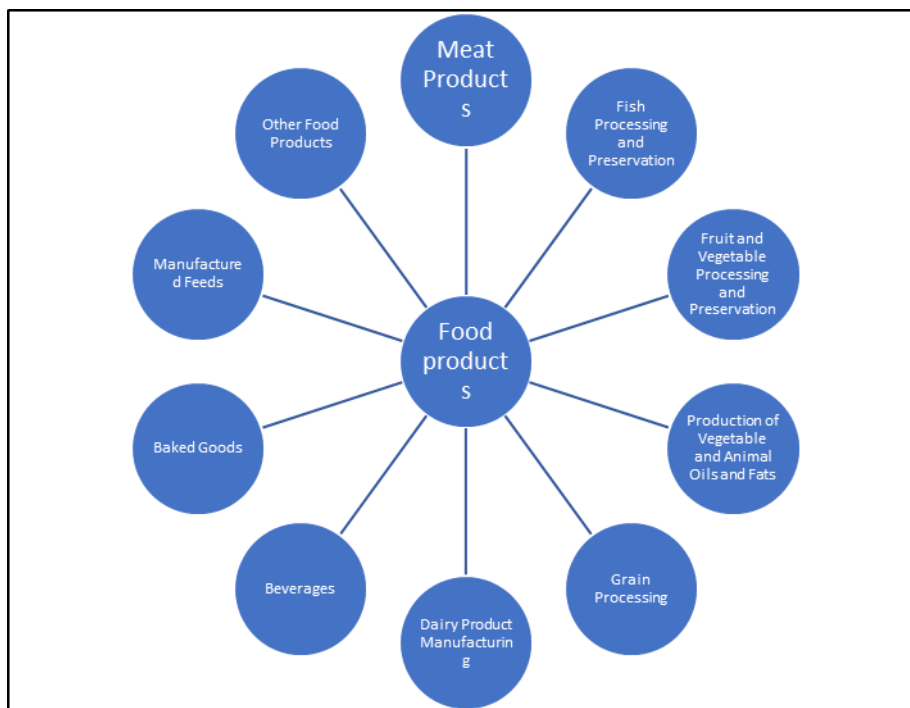 Meat
Product
s
Fish
Processing
and
Preservation
Fruit and
Vegetable
Processing
and
Preservation
Production of
Vegetable
and Animal
Oils and Fats
Grain
Processing
Dairy Product
Manufacturin
g
Beverages
Baked Goods
Manufacture
d Feeds
Other Food
Products
Food
product
s